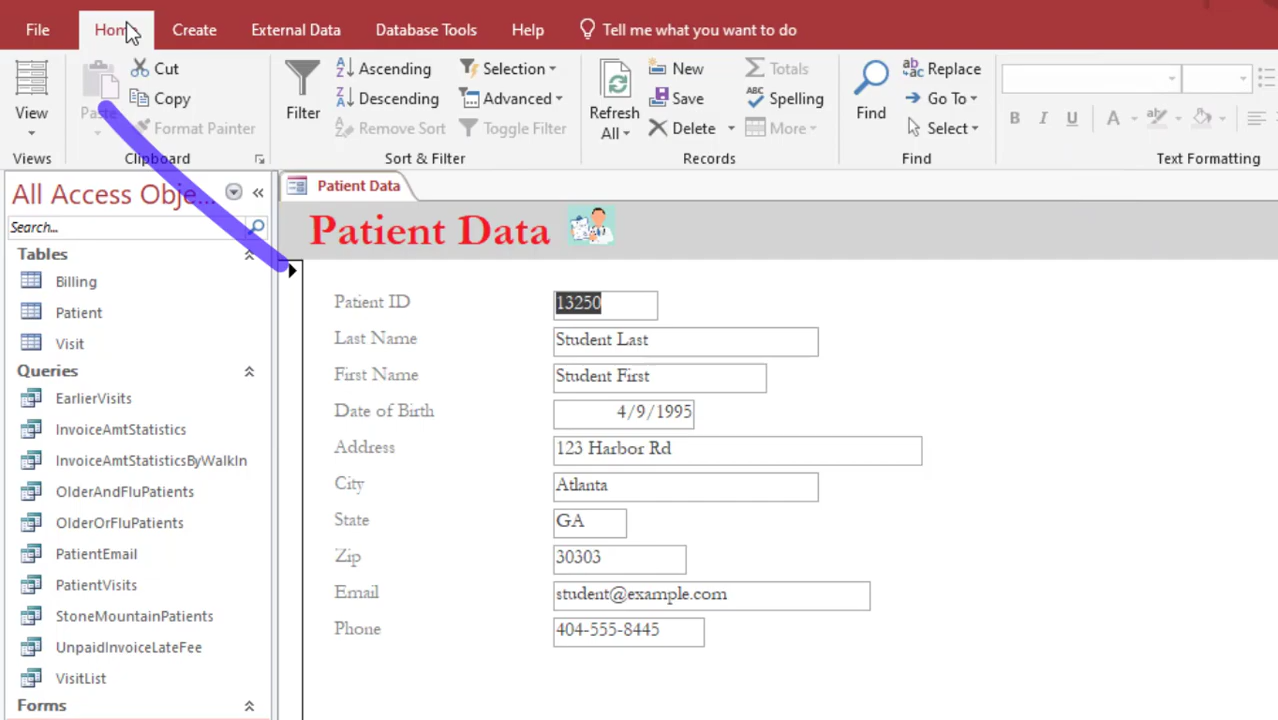 File Home Create External Data Database Tools Help Tell me what you want to do
View
Views
Paste
Cut
Copy
Format Painter
Clipboard
Filter
Ascending
Descending
Remove Sort
Selection
Advanced
Toggle Filter
Sort & Filter
Refresh
All
New
Save
Delete
Totals
Spelling
More
Records
Find
Replace
Go To
Select
Find
B I U A
Text Formatting
All Access Obje...
Search...
Tables
Billing
Patient
Visit
Queries
EarlierVisits
InvoiceAmtStatistics
InvoiceAmtStatisticsByWalkIn
OlderAndFluPatients
OlderOrFluPatients
PatientEmail
PatientVisits
StoneMountainPatients
UnpaidInvoiceLateFee
VisitList
Forms
Patient Data
Patient Data
Patient ID 13250
Last Name Student Last
First Name Student First
Date of Birth 4/9/1995
Address 123 Harbor Rd
City Atlanta
State GA
Zip 30303
Email student@example.com
Phone 404-555-8445